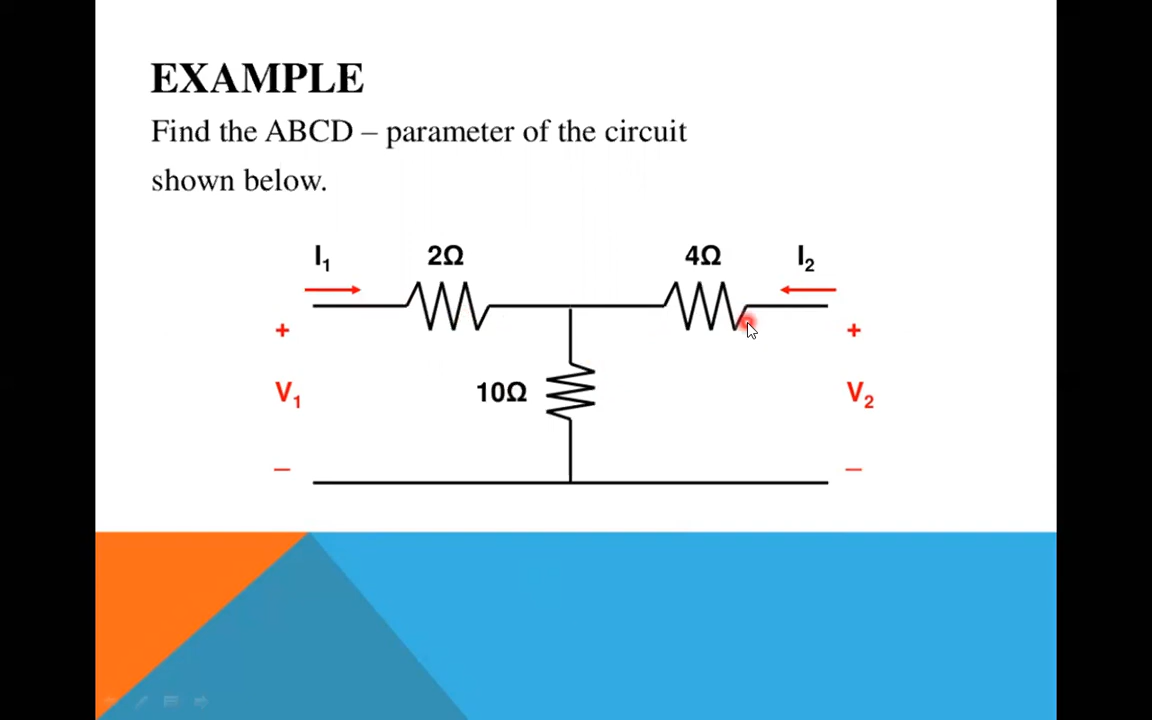 EXAMPLE
Find the ABCD – parameter of the circuit
shown below.
I₁ 2Ω 4Ω I₂
+ +
V₁ 10Ω V₂
– –